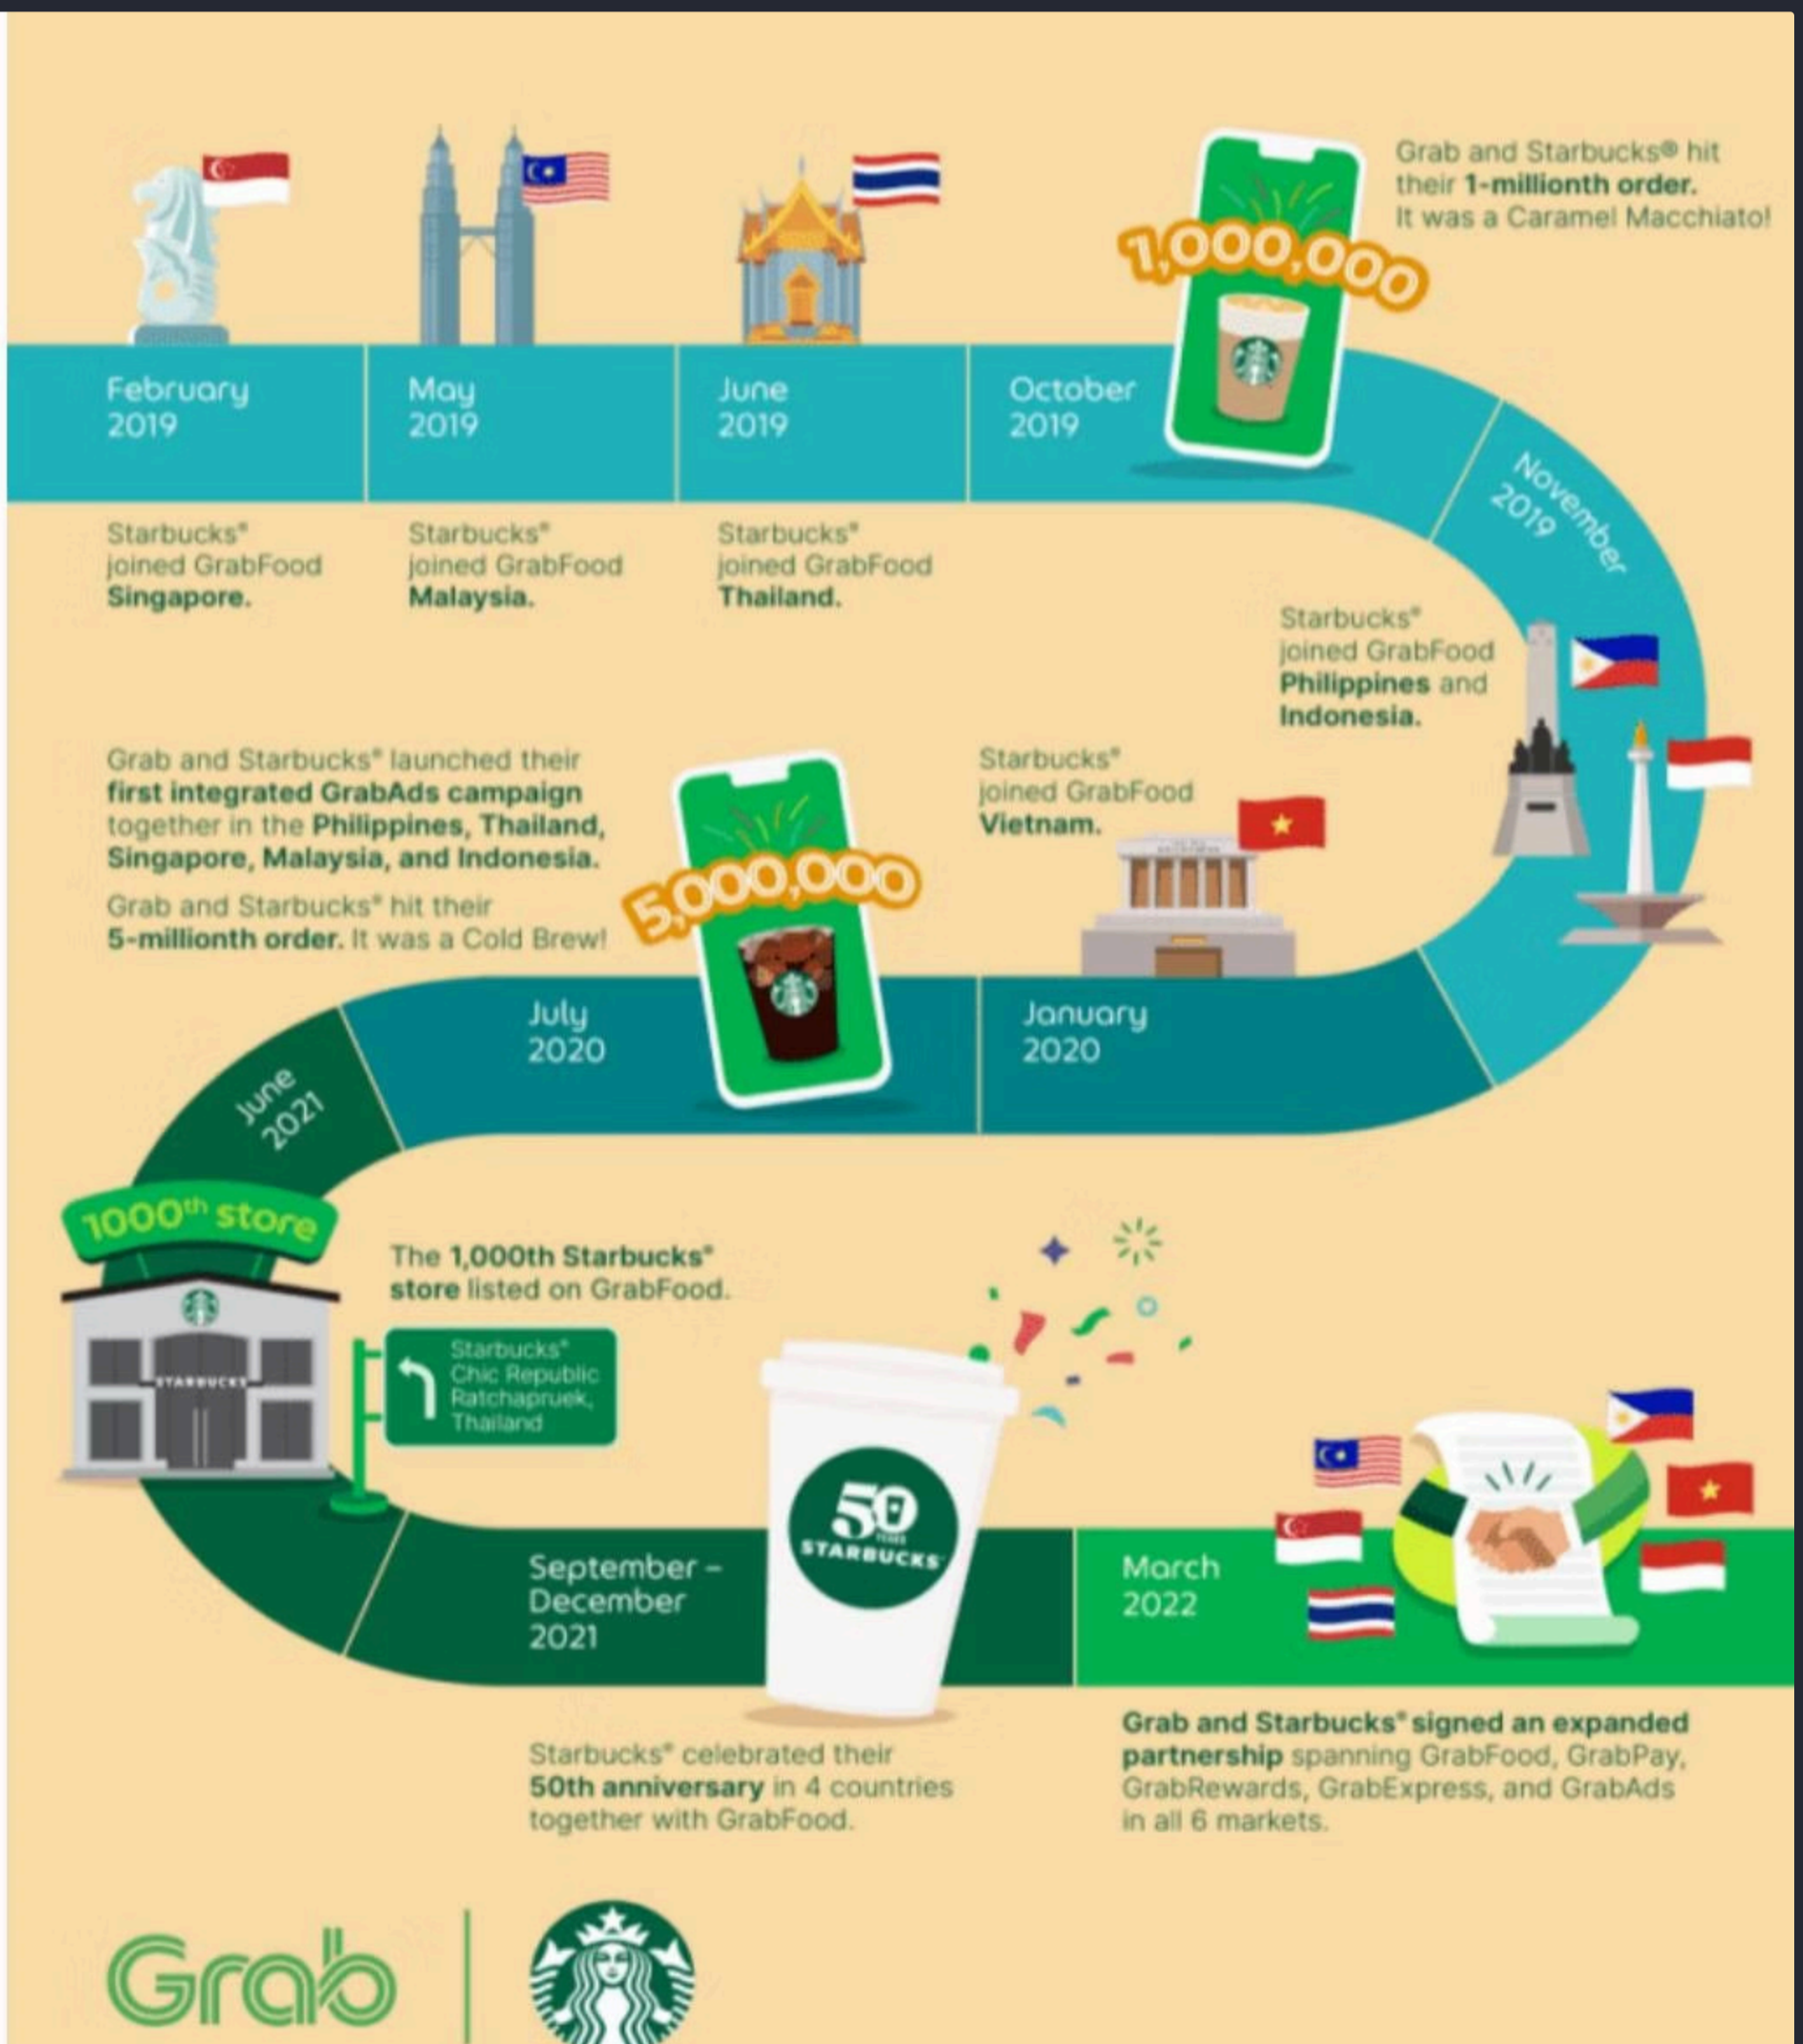 Grab and Starbucks® hit
their 1-millionth order.
It was a Caramel Macchiato!
1,000,000
February
2019
May
2019
June
2019
October
2019
November
2019
Starbucks®
joined GrabFood
Singapore.
Starbucks®
joined GrabFood
Malaysia.
Starbucks®
joined GrabFood
Thailand.
Starbucks®
joined GrabFood
Philippines and
Indonesia.
Starbucks®
joined GrabFood
Vietnam.
Grab and Starbucks® launched their
first integrated GrabAds campaign
together in the Philippines, Thailand,
Singapore, Malaysia, and Indonesia.
Grab and Starbucks® hit their
5-millionth order. It was a Cold Brew!
5,000,000
January
2020
July
2020
June
2021
1000th store
The 1,000th Starbucks®
store listed on GrabFood.
STARBUCKS
Starbucks®
Chic Republic
Ratchapruek,
Thailand
50
YEARS
STARBUCKS
September –
December
2021
March
2022
Starbucks® celebrated their
50th anniversary in 4 countries
together with GrabFood.
Grab and Starbucks® signed an expanded
partnership spanning GrabFood, GrabPay,
GrabRewards, GrabExpress, and GrabAds
in all 6 markets.
Grab